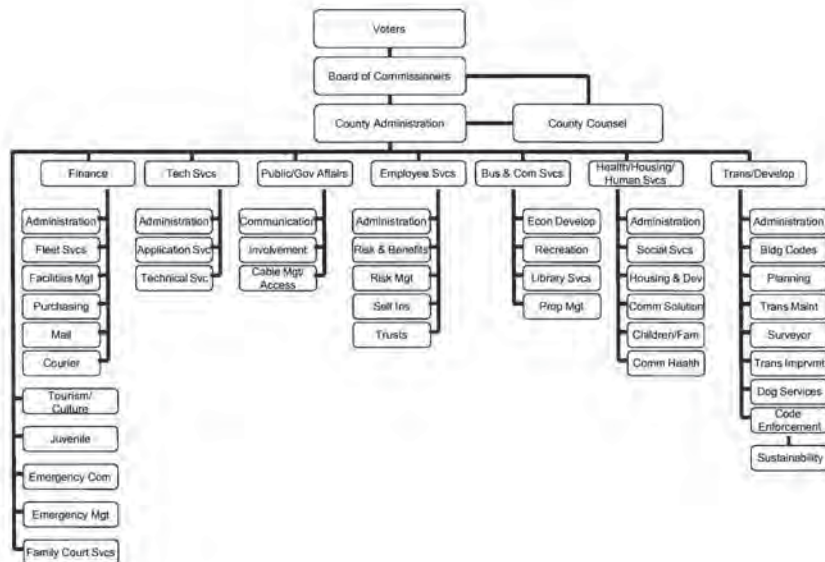 Voters
Board of Commissioners
County Administration
County Counsel
Finance
Tech Svcs
Public/Gov Affairs
Employee Svcs
Bus & Com Svcs
Health/Housing/
Human Svcs
Trans/Develop
Administration
Fleet Svcs
Facilities Mgt
Purchasing
Mail
Courier
Tourism/
Culture
Juvenile
Emergency Com
Emergency Mgt
Family Court Svcs
Administration
Application Svc
Technical Svc
Communication
Involvement
Cable Mgt/
Access
Administration
Risk & Benefits
Risk Mgt
Self Ins
Trusts
Econ Develop
Recreation
Library Svcs
Prop Mgt
Administration
Social Svcs
Housing & Dev
Comm Solution
Children/Fam
Comm Health
Administration
Bldg Codes
Planning
Trans Maint
Surveyor
Trans Imprvmt
Dog Services
Code
Enforcement
Sustainability